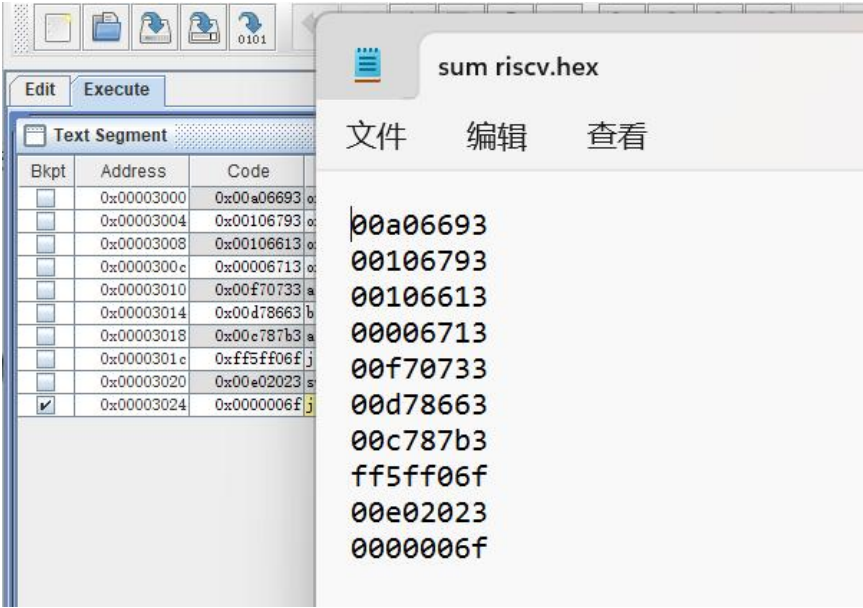 0101
Edit Execute
Text Segment
Bkpt Address Code
0x00003000 0x00a06693
0x00003004 0x00106793
0x00003008 0x00106613
0x0000300c 0x00006713
0x00003010 0x00f70733 a
0x00003014 0x00d78663 b
0x00003018 0x00c787b3 a
0x0000301c 0xff5ff06f j
0x00003020 0x00e02023
0x00003024 0x0000006f j
sum riscv.hex
文件 编辑 查看
00a06693
00106793
00106613
00006713
00f70733
00d78663
00c787b3
ff5ff06f
00e02023
0000006f